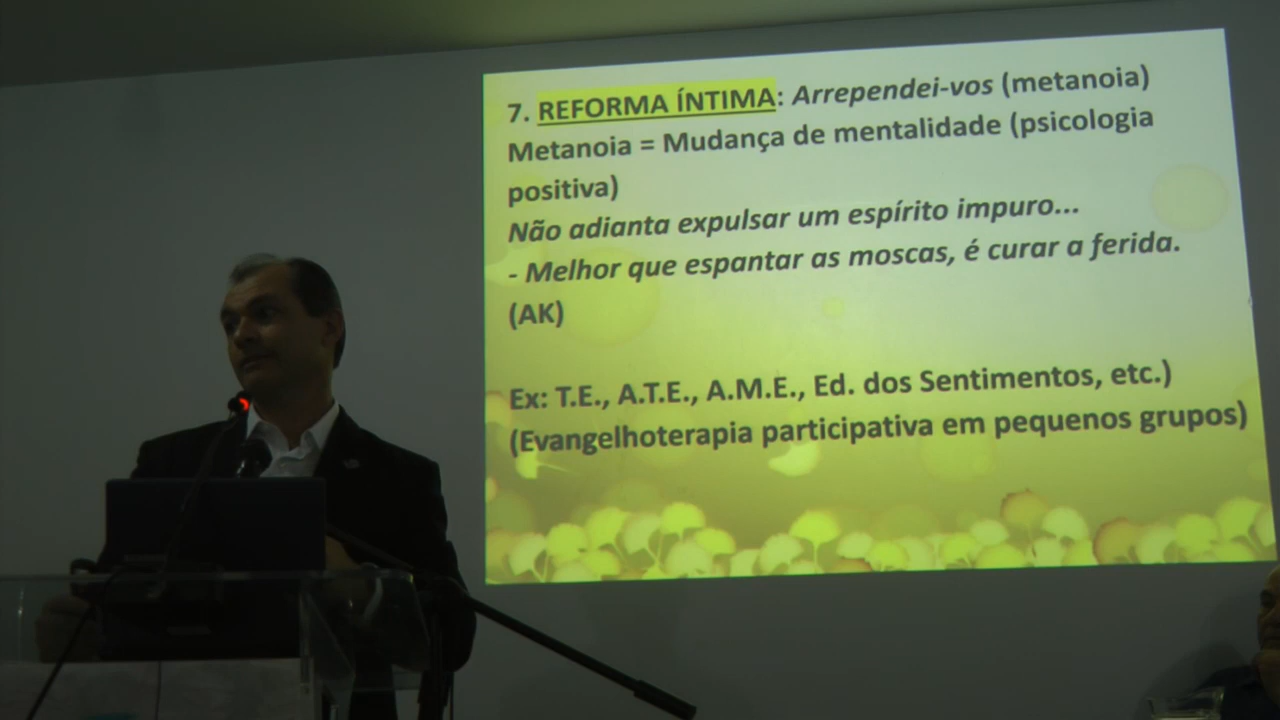 7. REFORMA ÍNTIMA: Arrependei-vos (metanoia)
Metanoia = Mudança de mentalidade (psicologia
positiva)
Não adianta expulsar um espírito impuro...
- Melhor que espantar as moscas, é curar a ferida.
(AK)
Ex: T.E., A.T.E., A.M.E., Ed. dos Sentimentos, etc.)
(Evangelhoterapia participativa em pequenos grupos)